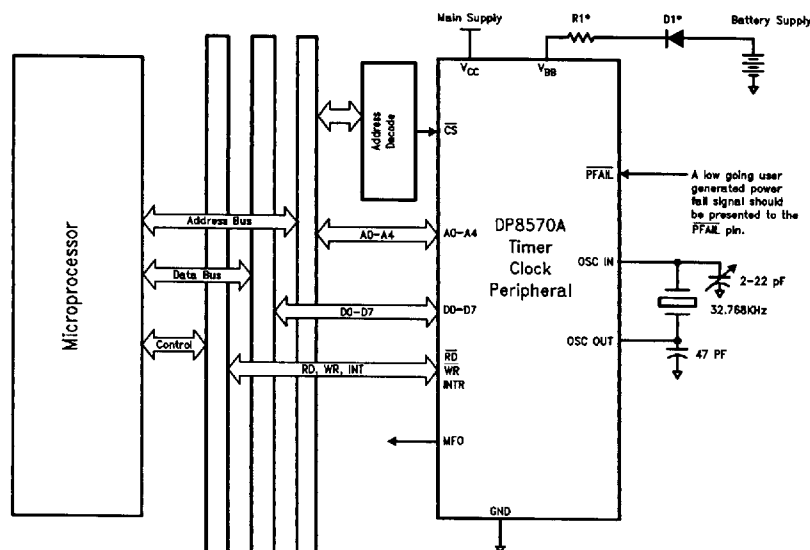 Main Supply
R1*
D1*
Battery Supply
VCC
VBB
Microprocessor
Address Decode
CS
PFAIL
A low going user
generated power
fail signal should
be presented to the
PFAIL pin.
Address Bus
A0-A4
A0-A4
DP8570A
Timer
Clock
Peripheral
OSC IN
2-22 pF
Data Bus
32.768KHz
D0-D7
D0-D7
OSC OUT
Control
47 PF
RD
WR
INTR
RD, WR, INT
MFO
GND